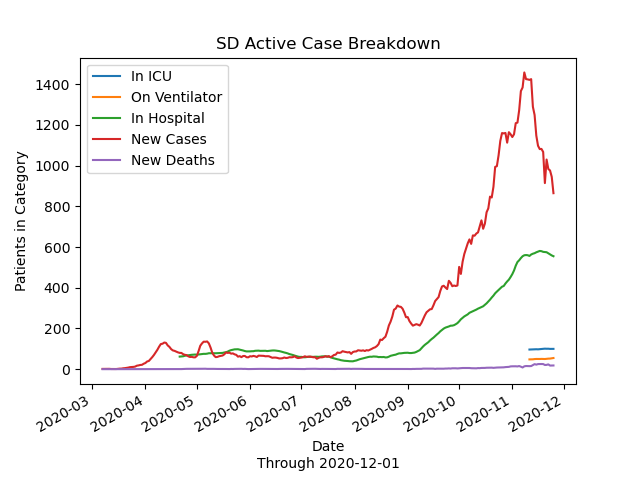 SD Active Case Breakdown
In ICU
On Ventilator
In Hospital
New Cases
New Deaths
Patients in Category
1400
1200
1000
800
600
400
200
0
2020-03
2020-04
2020-05
2020-06
2020-07
2020-08
2020-09
2020-10
2020-11
2020-12
Date
Through 2020-12-01